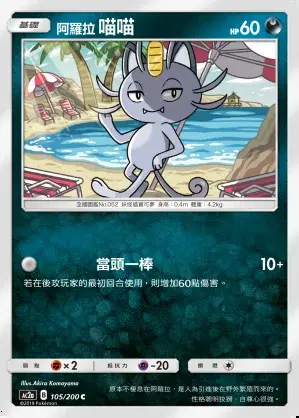 基礎 阿羅拉 喵喵 HP60
全國圖鑑No.052 妖怪貓寶可夢 身高：0.4m 體重：4.2kg
當頭一棒 10+
若在後攻玩家的最初回合使用，則增加60點傷害。
弱點 ×2 抵抗力 -20 撤退
Illus.Akira Komayama
AC2a D 105/200 C
©2019 Pokémon
原本不棲息在阿羅拉，是人為引進後在野外繁殖而來的。
性格聰明狡猾，自尊心很強。